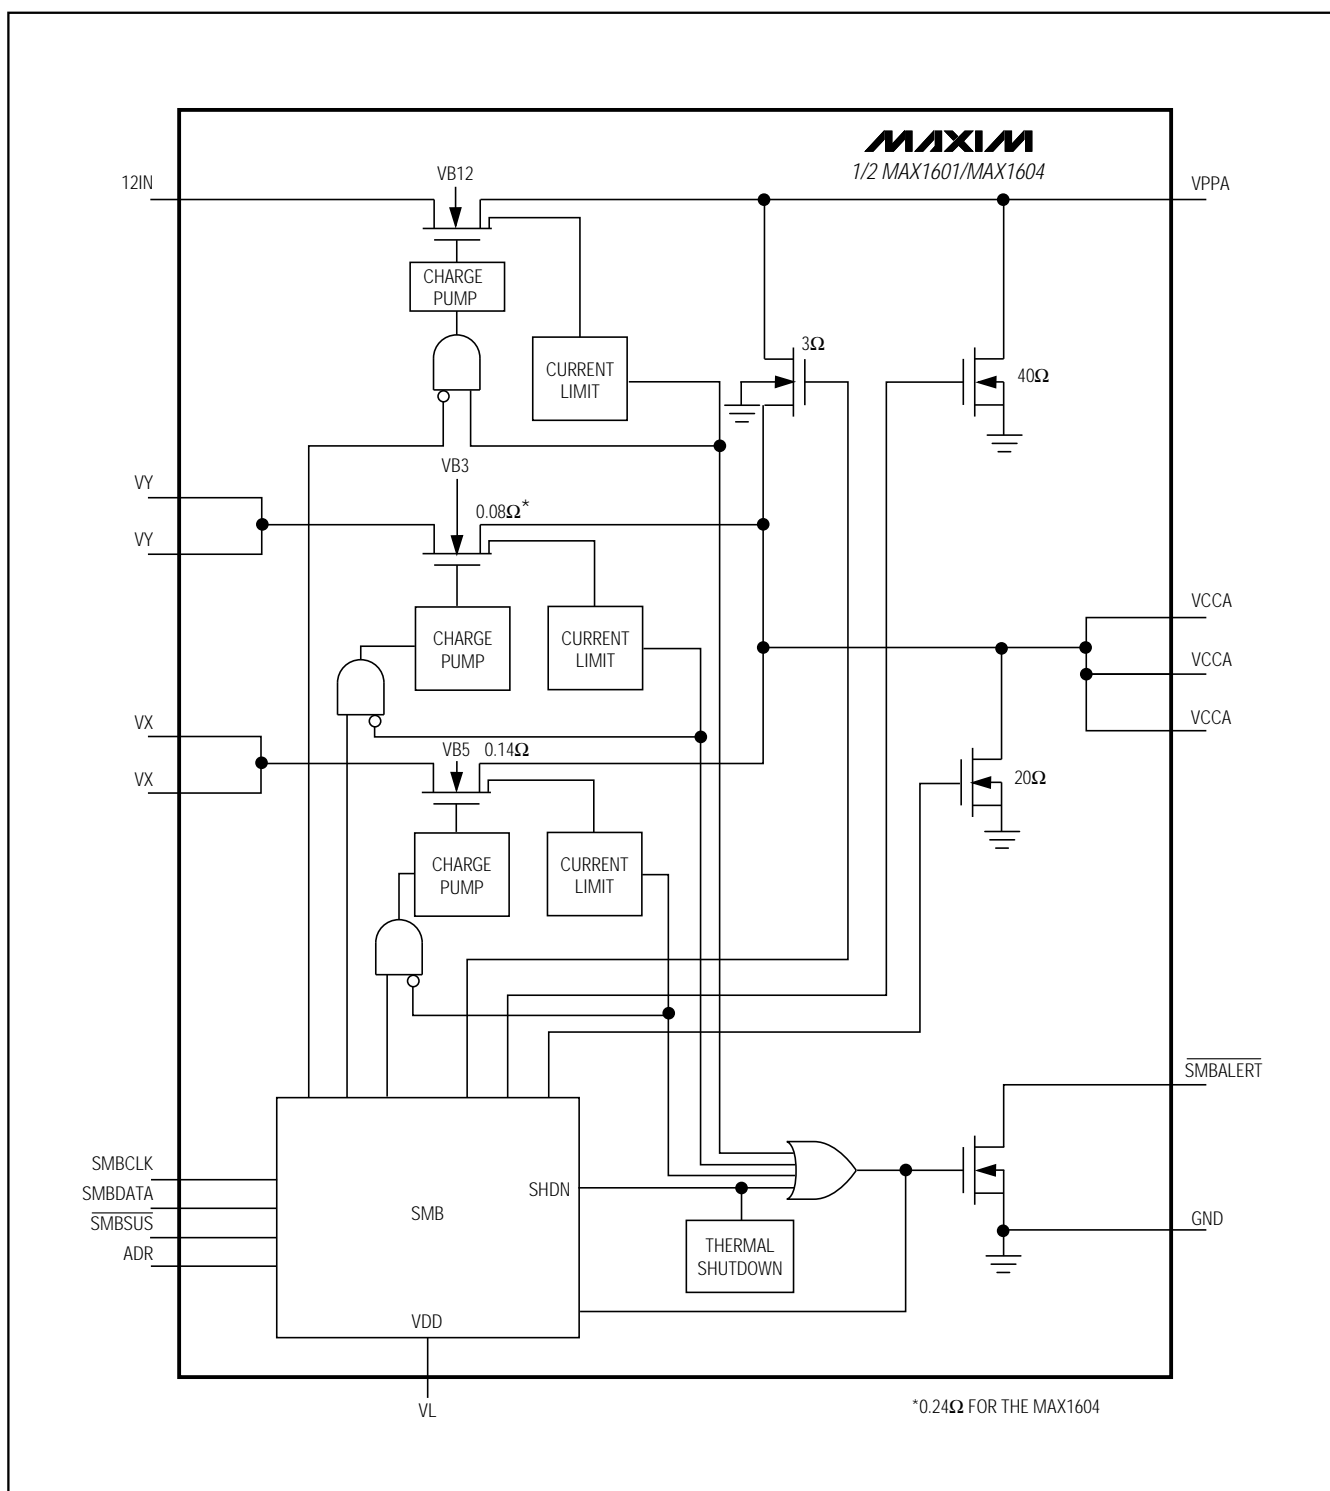 MAXIM
1/2 MAX1601/MAX1604
12IN
VB12
VPPA
CHARGE
PUMP
CURRENT
LIMIT
3Ω
40Ω
VY
VY
VB3
0.08Ω*
CHARGE
PUMP
CURRENT
LIMIT
VCCA
VCCA
VCCA
VX
VX
VB5
0.14Ω
20Ω
CHARGE
PUMP
CURRENT
LIMIT
SMBALERT
SMBCLK
SMBDATA
SMBSUS
ADR
SHDN
SMB
GND
THERMAL
SHUTDOWN
VDD
VL
*0.24Ω FOR THE MAX1604